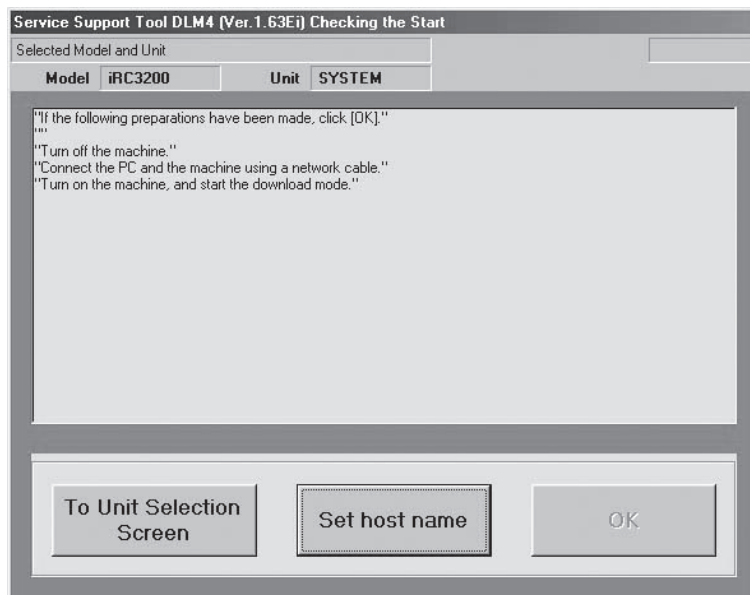 Service Support Tool DLM4 (Ver.1.63Ei) Checking the Start
Selected Model and Unit
Model iRC3200 Unit SYSTEM
"If the following preparations have been made, click [OK]."
""
"Turn off the machine."
"Connect the PC and the machine using a network cable."
"Turn on the machine, and start the download mode."
To Unit Selection
Screen
Set host name
OK